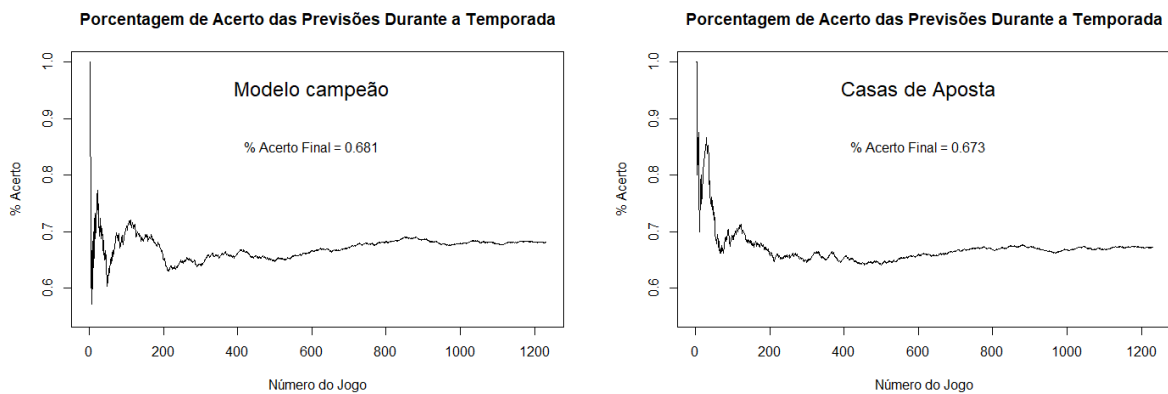 Porcentagem de Acerto das Previsões Durante a Temporada
1.0
0.9
0.8
0.7
0.6
% Acerto
Modelo campeão
% Acerto Final = 0.681
0 200 400 600 800 1000 1200
Número do Jogo
Porcentagem de Acerto das Previsões Durante a Temporada
1.0
0.9
0.8
0.7
0.6
% Acerto
Casas de Aposta
% Acerto Final = 0.673
0 200 400 600 800 1000 1200
Número do Jogo